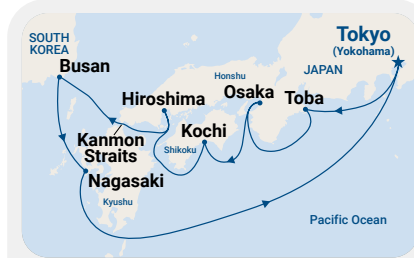 SOUTH
KOREA
Busan
Tokyo
(Yokohama)
JAPAN
Honshu
Osaka
Hiroshima
Toba
Kochi
Kanmon
Straits
Shikoku
Nagasaki
Kyushu
Pacific Ocean